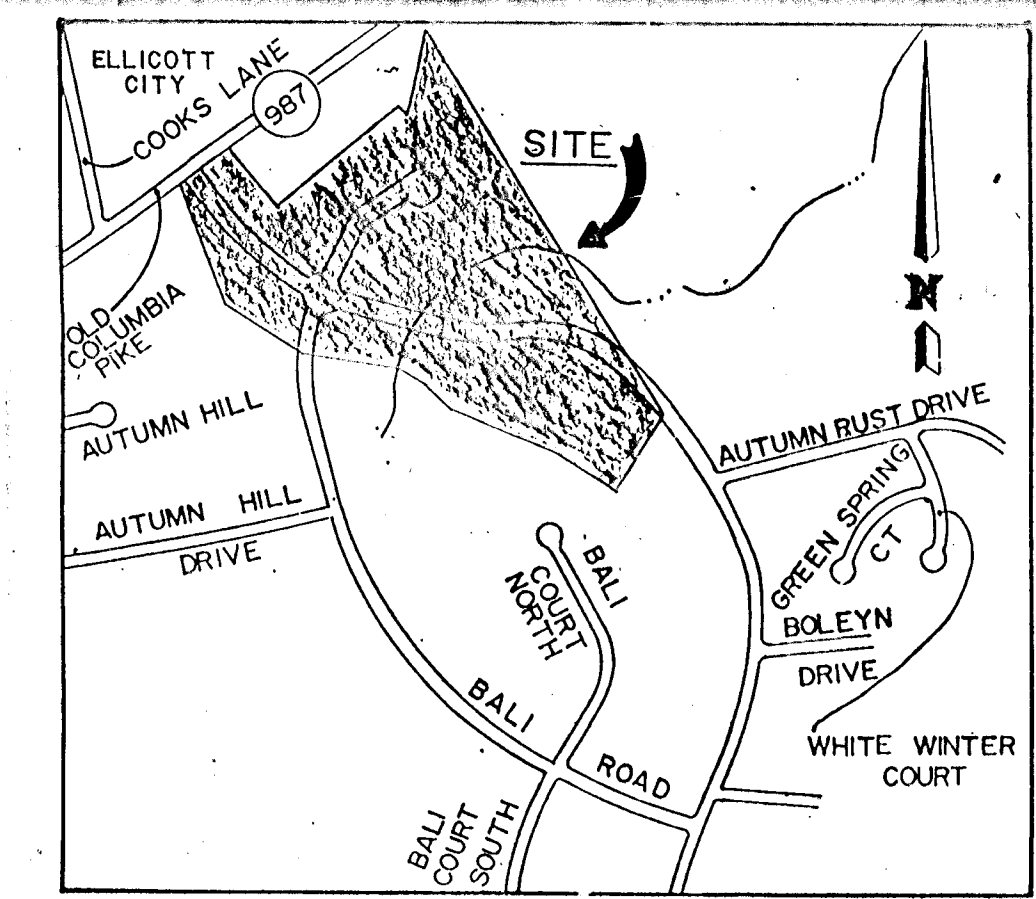 ELLICOTT
CITY
COOKS LANE
987
SITE
OLD
COLUMBIA
PIKE
N
AUTUMN HILL
AUTUMN RUST DRIVE
AUTUMN HILL
DRIVE
GREEN SPRING
CT
BALI
COURT
NORTH
BOLEYN
DRIVE
BALI
ROAD
WHITE WINTER
COURT
BALI
COURT
SOUTH